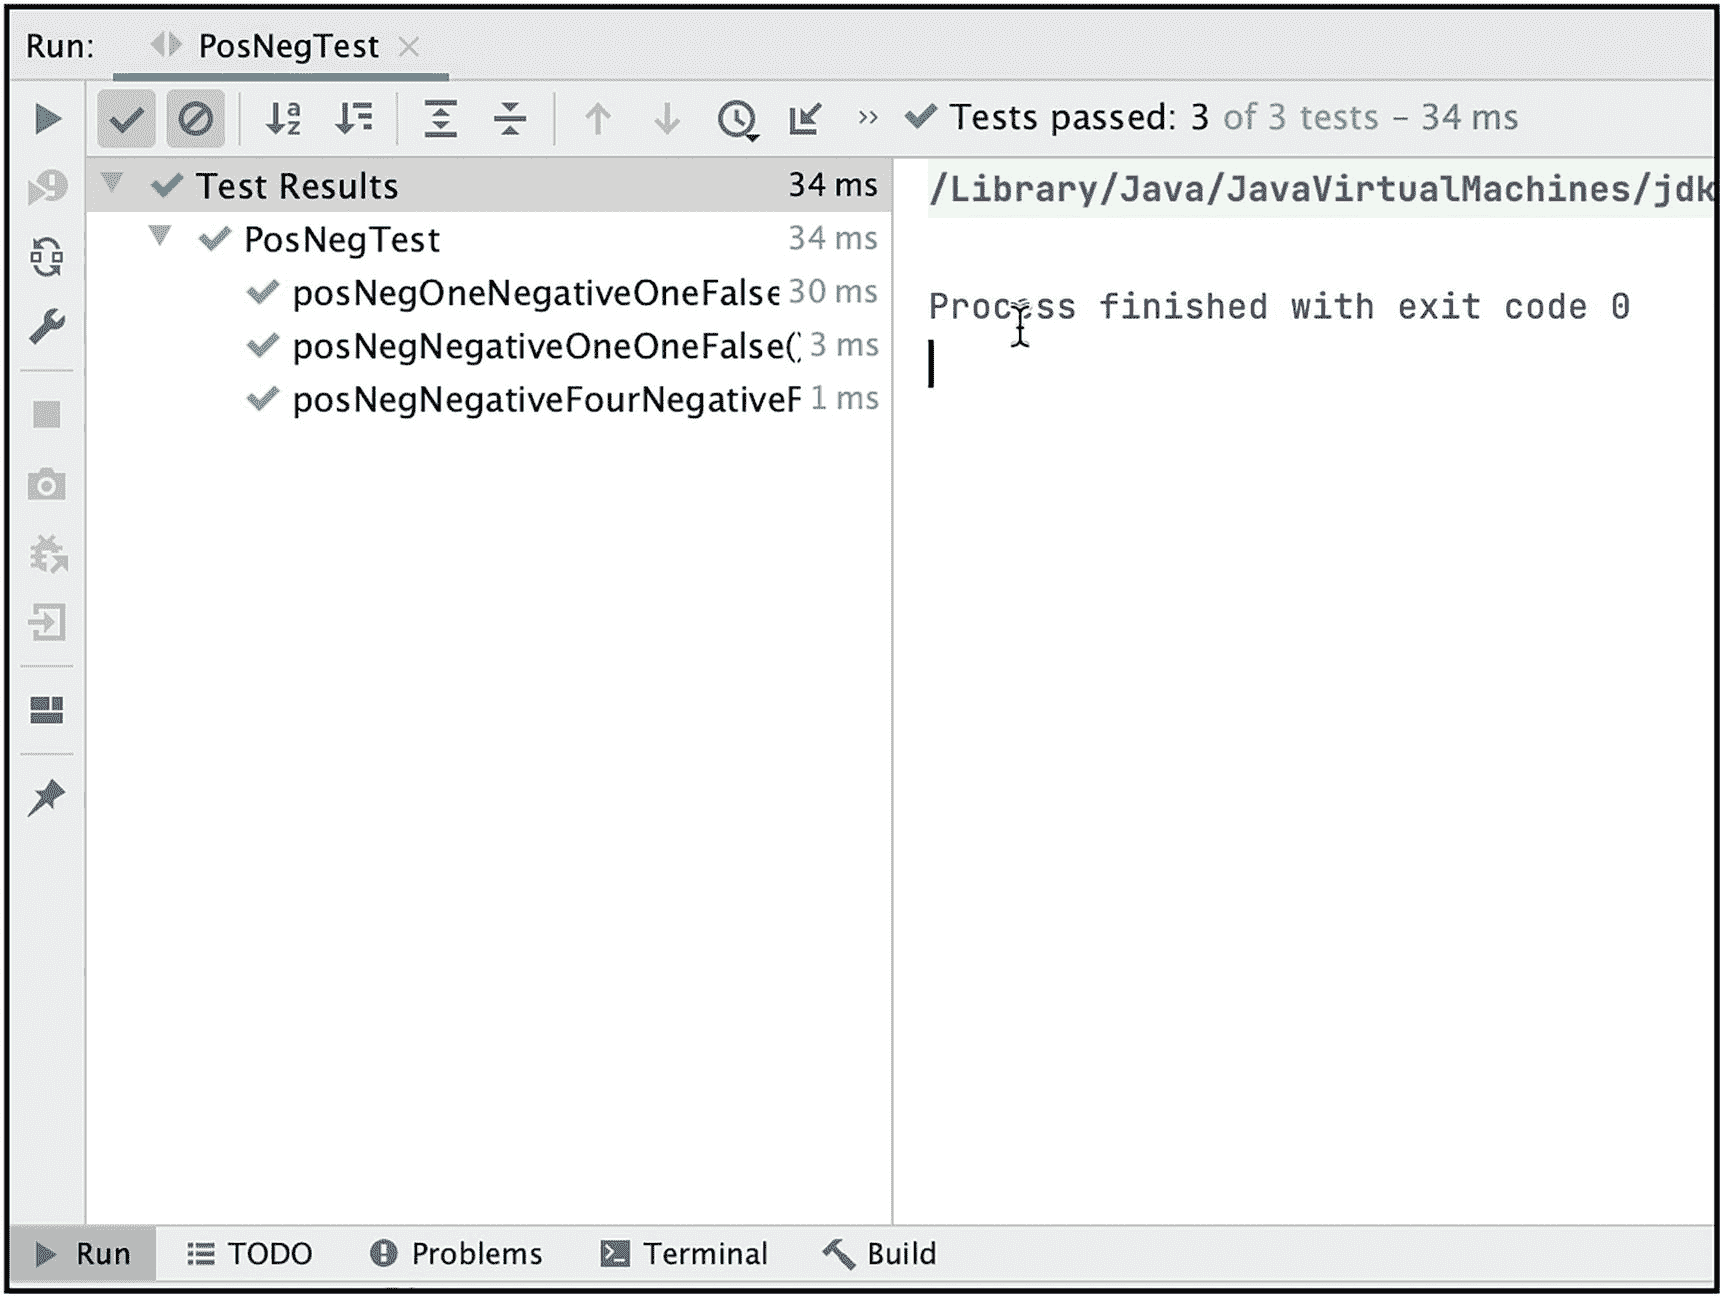 Run: PosNegTest
Tests passed: 3 of 3 tests – 34 ms
Test Results 34 ms
PosNegTest 34 ms
posNegOneNegativeOneFalse 30 ms
posNegNegativeOneOneFalse( 3 ms
posNegNegativeFourNegativeF 1 ms
/Library/Java/JavaVirtualMachines/jdk
Process finished with exit code 0
Run TODO Problems Terminal Build